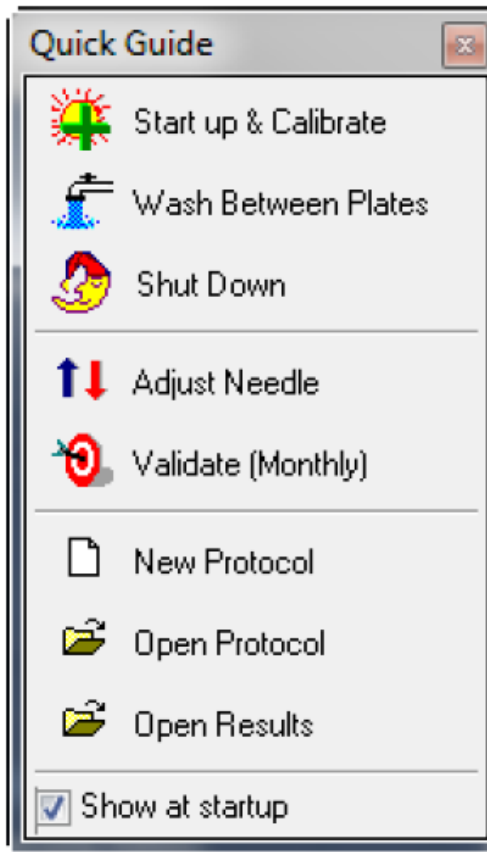 Quick Guide
Start up & Calibrate
Wash Between Plates
Shut Down
Adjust Needle
Validate (Monthly)
New Protocol
Open Protocol
Open Results
Show at startup